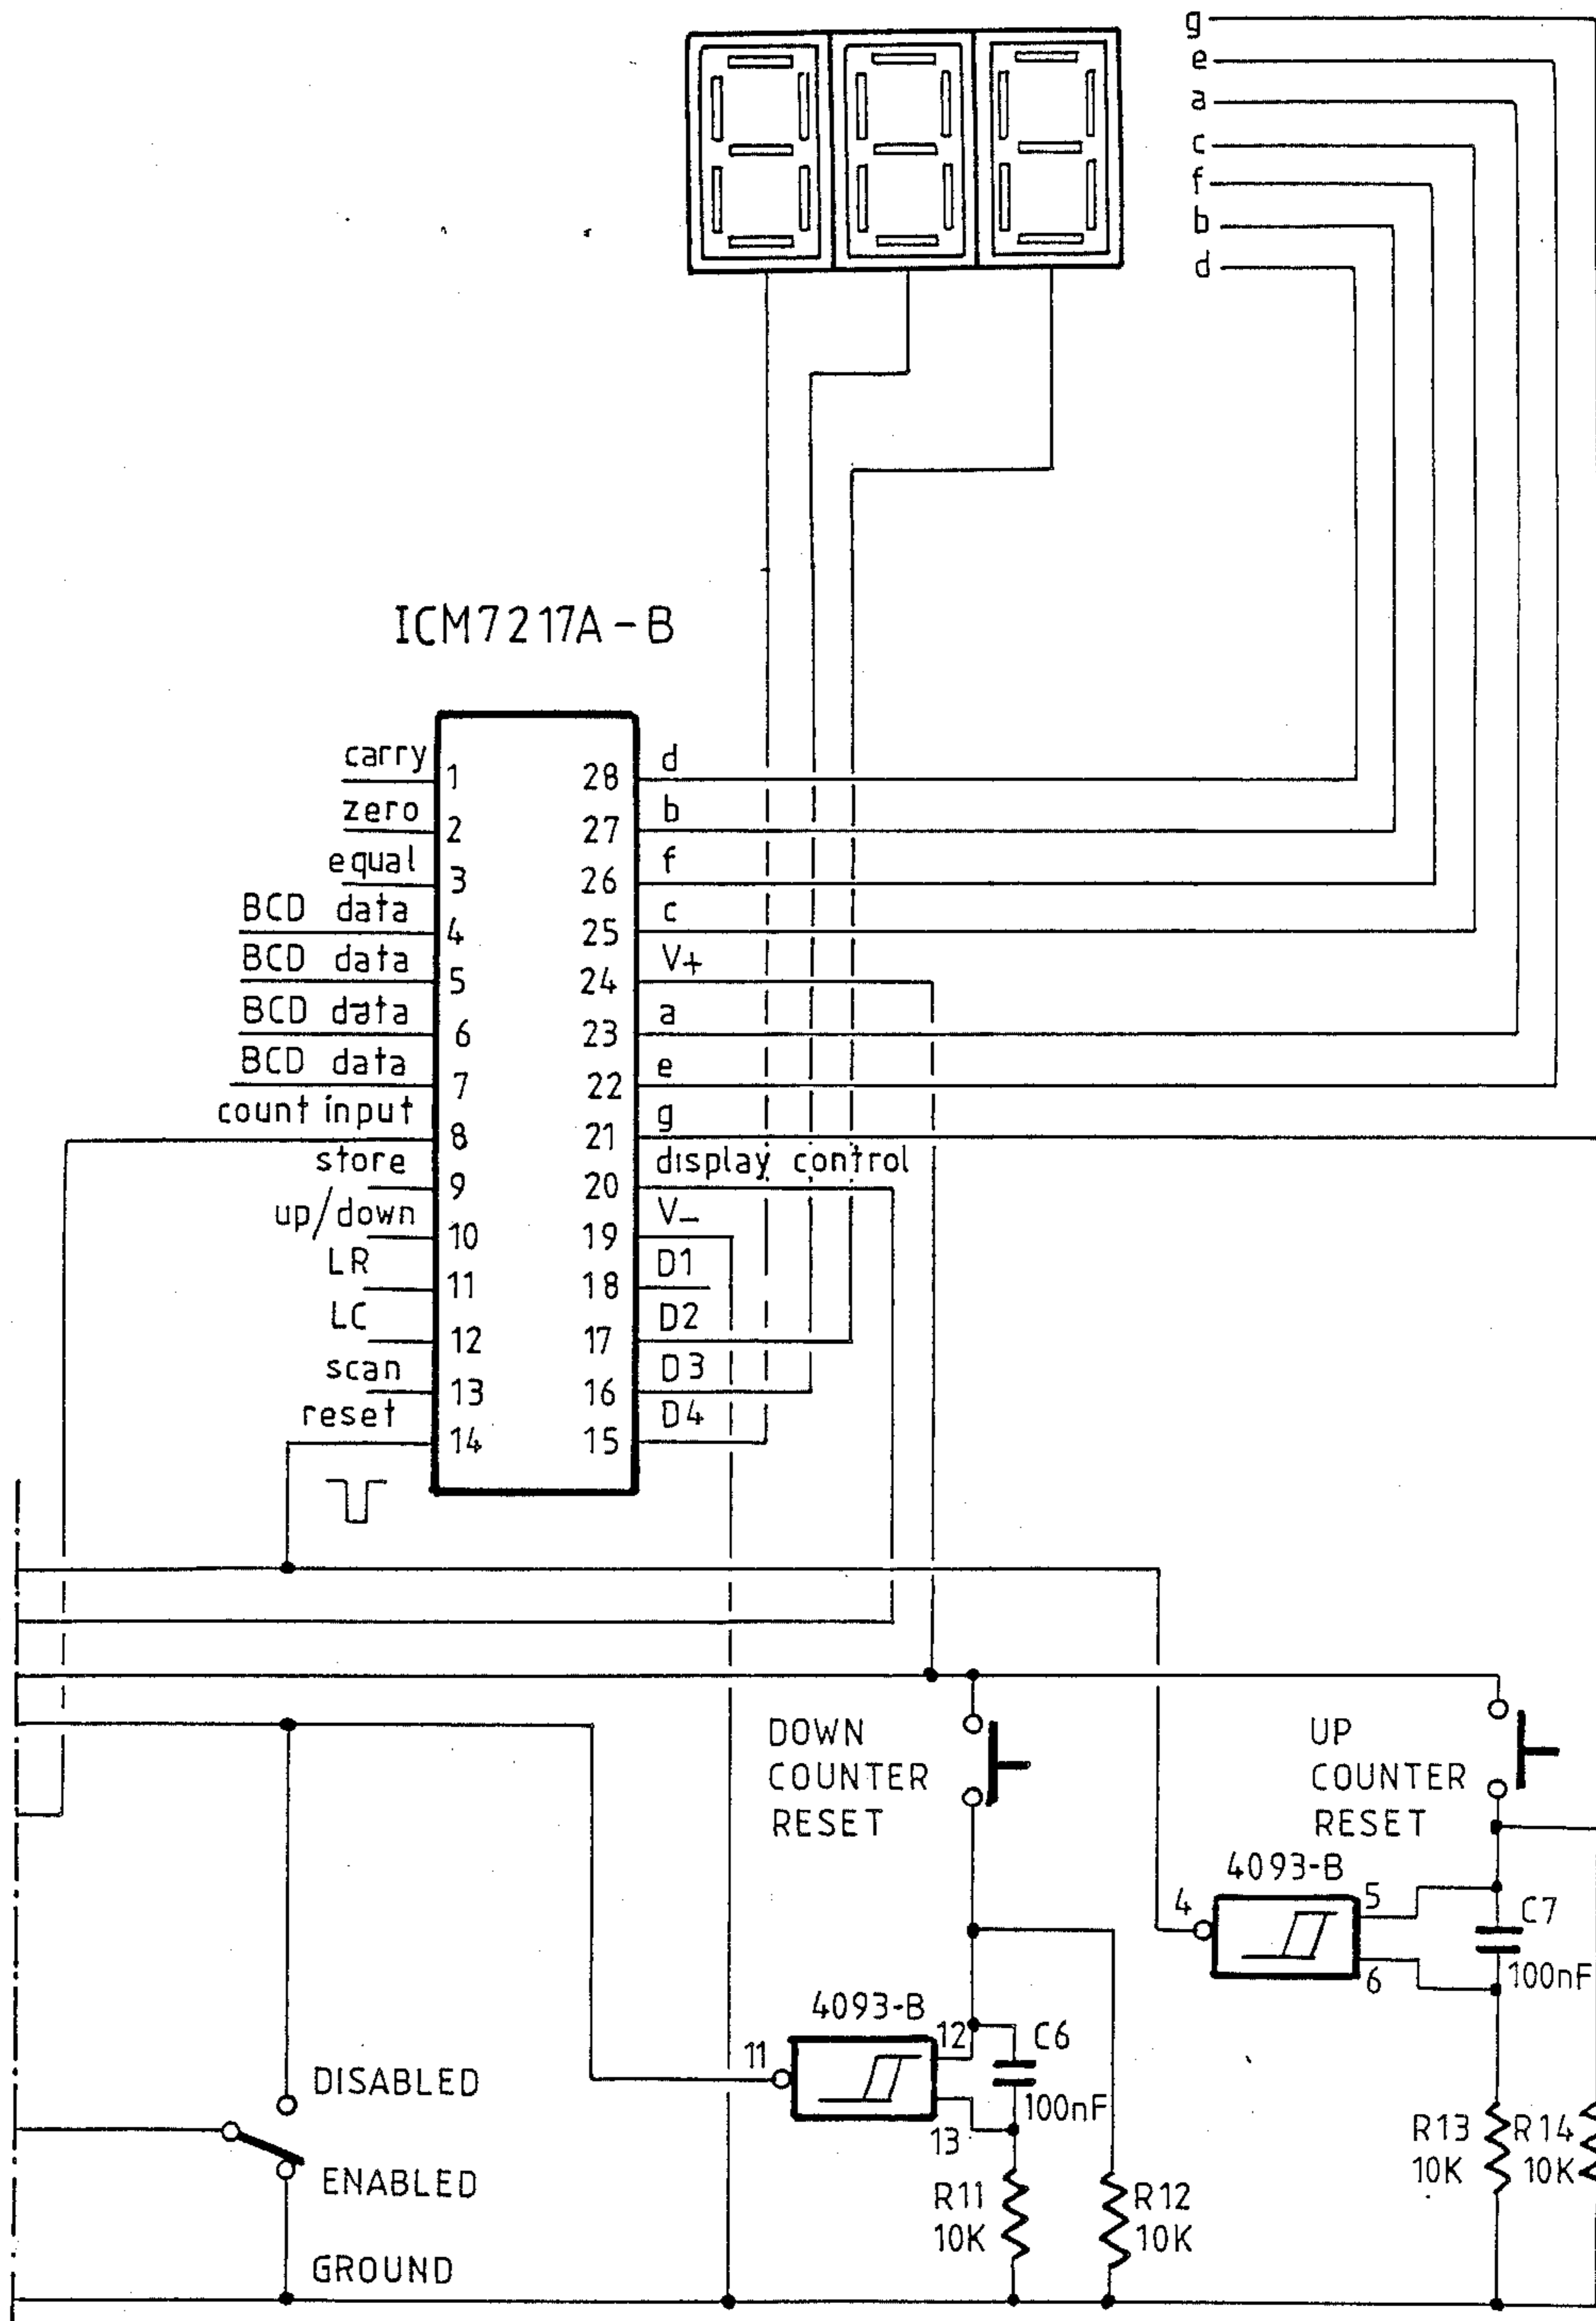 g
e
a
c
f
b
d
ICM7217A-B
carry 1 28 d
zero 2 27 b
equal 3 26 f
BCD data 4 25 c
BCD data 5 24 V+
BCD data 6 23 a
BCD data 7 22 e
count input 8 21 g
store 9 20 display control
up/down 10 19 V-
LR 11 18 D1
LC 12 17 D2
scan 13 16 D3
reset 14 15 D4
DOWN
COUNTER
RESET
UP
COUNTER
RESET
4093-B
4
5
6
C7
100nF
4093-B
11
12
13
C6
100nF
DISABLED
ENABLED
GROUND
R11
10K
R12
10K
R13
10K
R14
10K